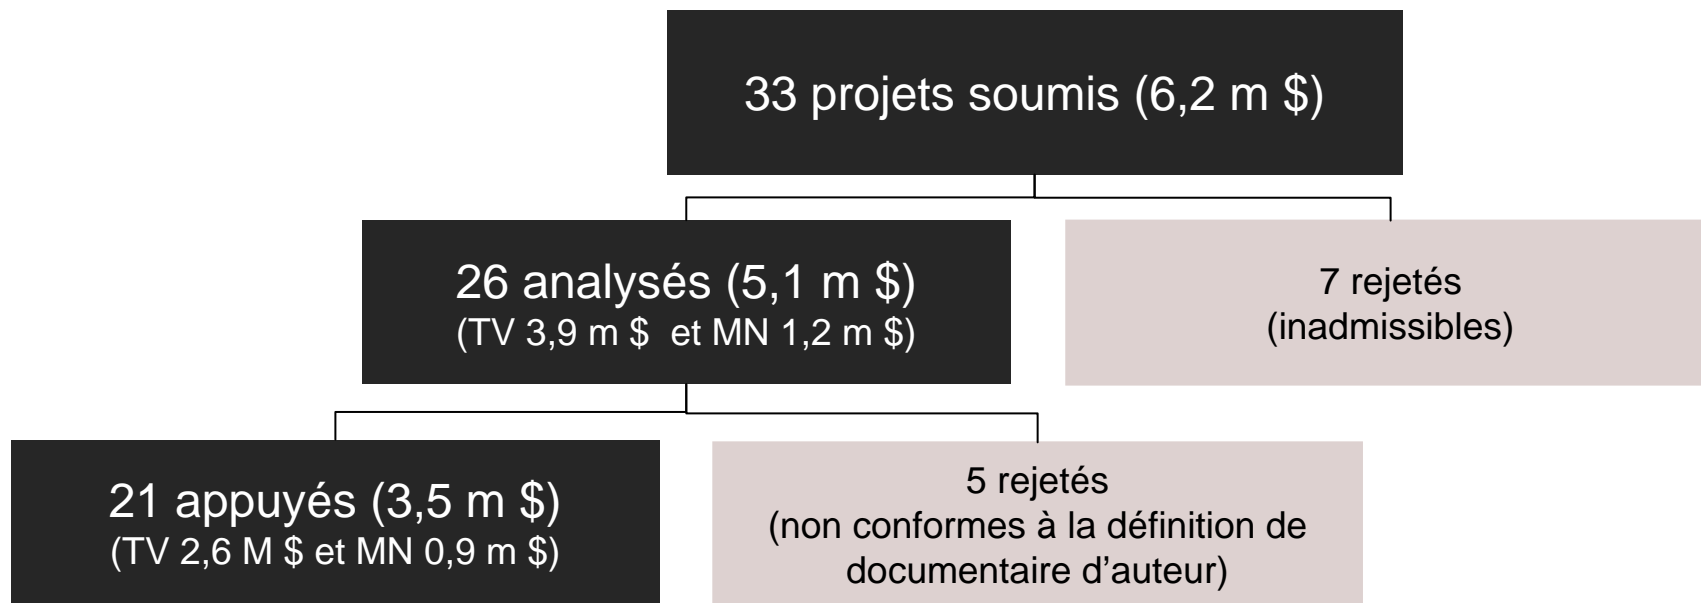 33 projets soumis (6,2 m $)
26 analysés (5,1 m $)
(TV 3,9 m $ et MN 1,2 m $)
7 rejetés
(inadmissibles)
21 appuyés (3,5 m $)
(TV 2,6 M $ et MN 0,9 m $)
5 rejetés
(non conformes à la définition de
documentaire d’auteur)